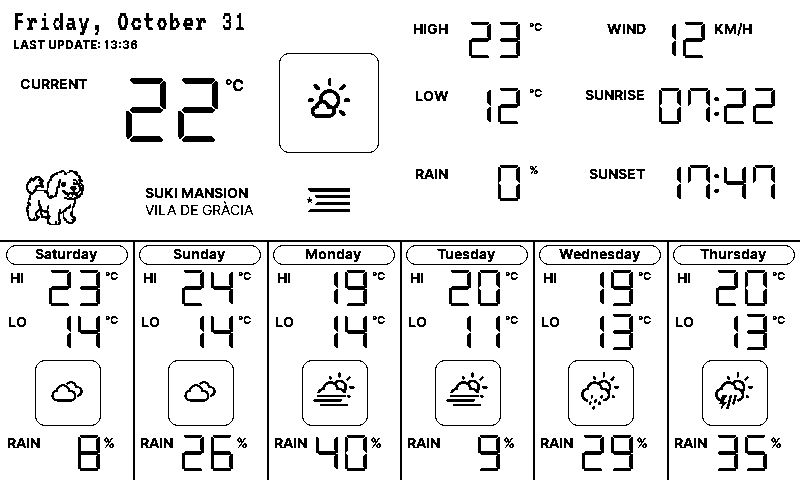 Friday, October 31
LAST UPDATE: 13:36
CURRENT 22 °C
HIGH 23 °C
LOW 12 °C
RAIN 0 %
WIND 12 KM/H
SUNRISE 07:22
SUNSET 17:47
SUKI MANSION
VILA DE GRÀCIA
Saturday
HI 23 °C
LO 14 °C
RAIN 8 %
Sunday
HI 24 °C
LO 14 °C
RAIN 26 %
Monday
HI 19 °C
LO 14 °C
RAIN 40 %
Tuesday
HI 20 °C
LO 11 °C
RAIN 9 %
Wednesday
HI 19 °C
LO 13 °C
RAIN 29 %
Thursday
HI 20 °C
LO 13 °C
RAIN 35 %